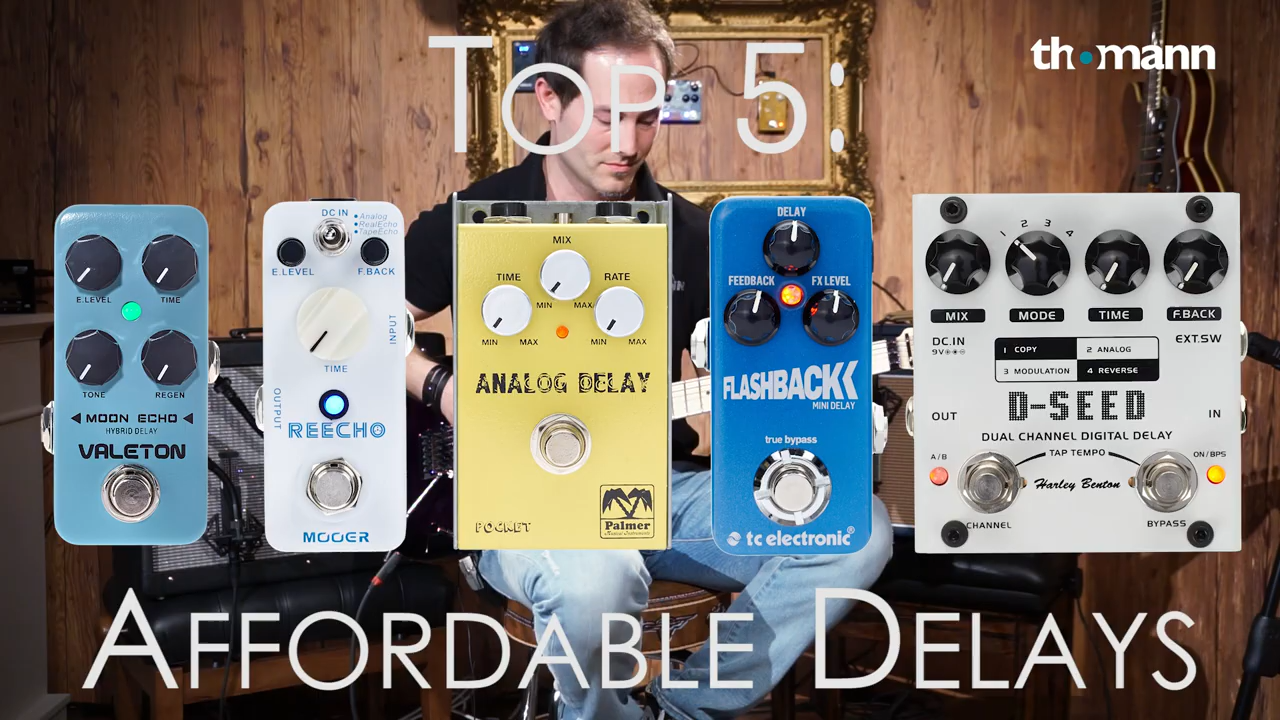 Top 5:
thomann
E.LEVEL TIME
TONE REGEN
MOON ECHO
HYBRID DELAY
VALETON
DC IN
Analog
RealEcho
TapeEcho
E.LEVEL F.BACK
INPUT
TIME
OUTPUT
REECHO
MOOER
MIX
TIME RATE
MIN MAX
MIN MAX MIN MAX
ANALOG DELAY
POCKET
Palmer
DELAY
FEEDBACK FX LEVEL
FLASHBACK
MINI DELAY
true bypass
tc electronic®
1 2 3 4
MIX MODE TIME F.BACK
DC.IN
9V
EXT.SW
1 COPY 2 ANALOG
3 MODULATION 4 REVERSE
D-SEED
OUT IN
DUAL CHANNEL DIGITAL DELAY
A/B TAP TEMPO ON/BPS
Harley Benton
CHANNEL BYPASS
Affordable Delays